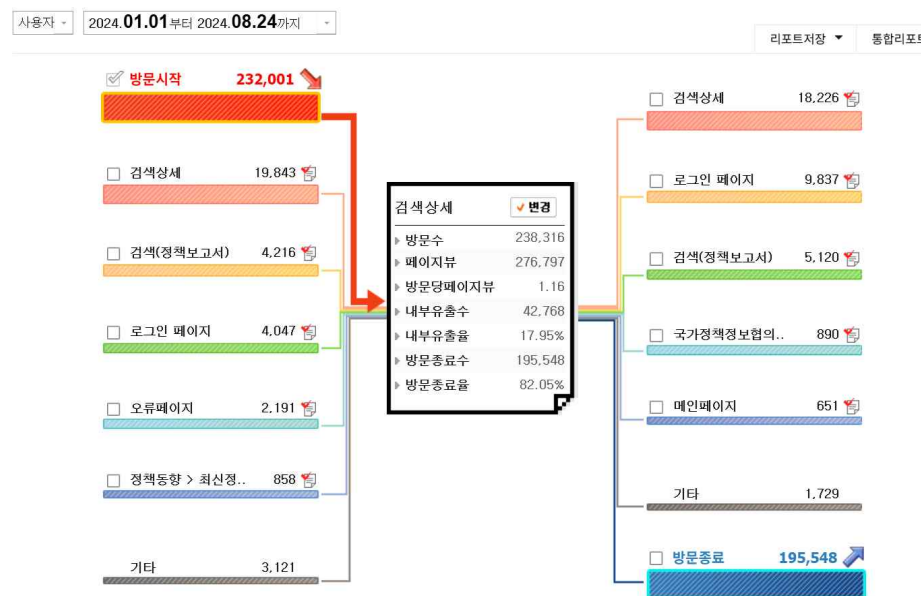 사용자
2024.01.01부터 2024.08.24까지
리포트저장
통합리포트
방문시작 232,001
검색상세 19,843
검색(정책보고서) 4,216
로그인 페이지 4,047
오류페이지 2,191
정책동향 > 최신정.. 858
기타 3,121
검색상세 변경
방문수 238,316
페이지뷰 276,797
방문당페이지뷰 1.16
내부유출수 42,768
내부유출율 17.95%
방문종료수 195,548
방문종료율 82.05%
검색상세 18,226
로그인 페이지 9,837
검색(정책보고서) 5,120
국가정책정보협의.. 890
메인페이지 651
기타 1,729
방문종료 195,548